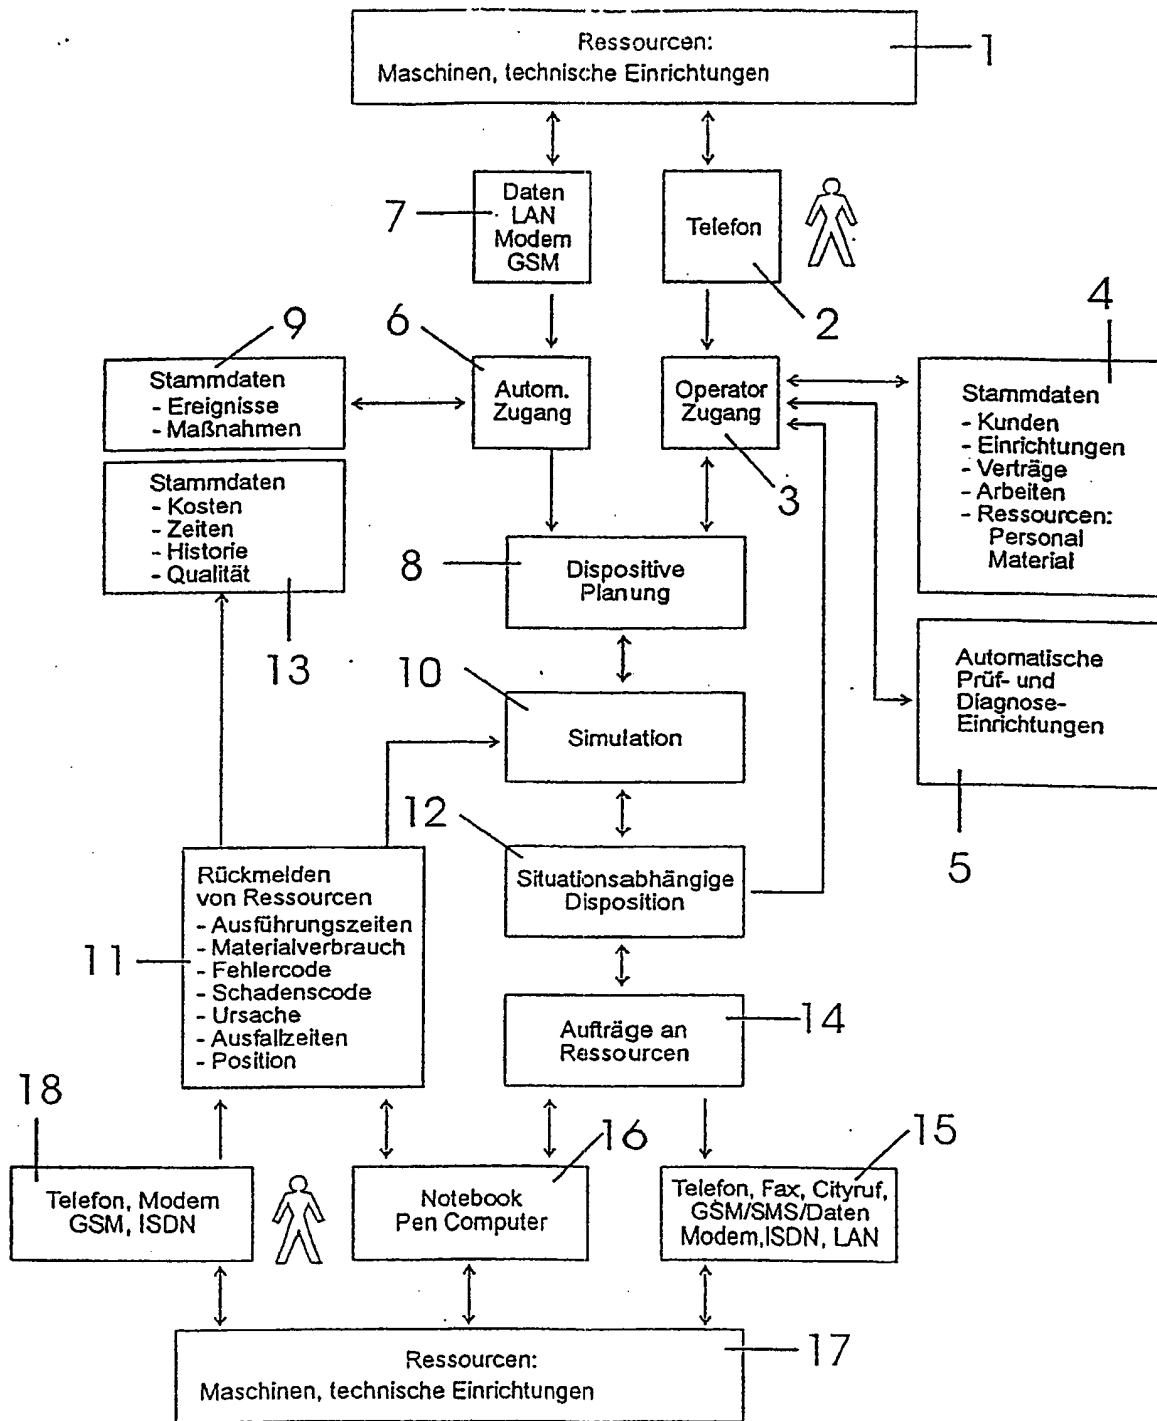 Ressourcen:
Maschinen, technische Einrichtungen
1
Daten
LAN
Modem
GSM
7
Telefon
2
4
9
Stammdaten
- Ereignisse
- Maßnahmen
6
Autom.
Zugang
Operator
Zugang
3
Stammdaten
- Kunden
- Einrichtungen
- Verträge
- Arbeiten
- Ressourcen:
Personal
Material
Stammdaten
- Kosten
- Zeiten
- Historie
- Qualität
13
8
Dispositive
Planung
Automatische
Prüf- und
Diagnose-
Einrichtungen
5
10
Simulation
12
Situationsabhängige
Disposition
Rückmelden
von Ressourcen
- Ausführungszeiten
- Materialverbrauch
- Fehlercode
- Schadenscode
- Ursache
- Ausfallzeiten
- Position
11
Aufträge an
Ressourcen
14
18
Telefon, Modem
GSM, ISDN
16
Notebook
Pen Computer
15
Telefon, Fax, Cityruf,
GSM/SMS/Daten
Modem,ISDN, LAN
Ressourcen:
Maschinen, technische Einrichtungen
17